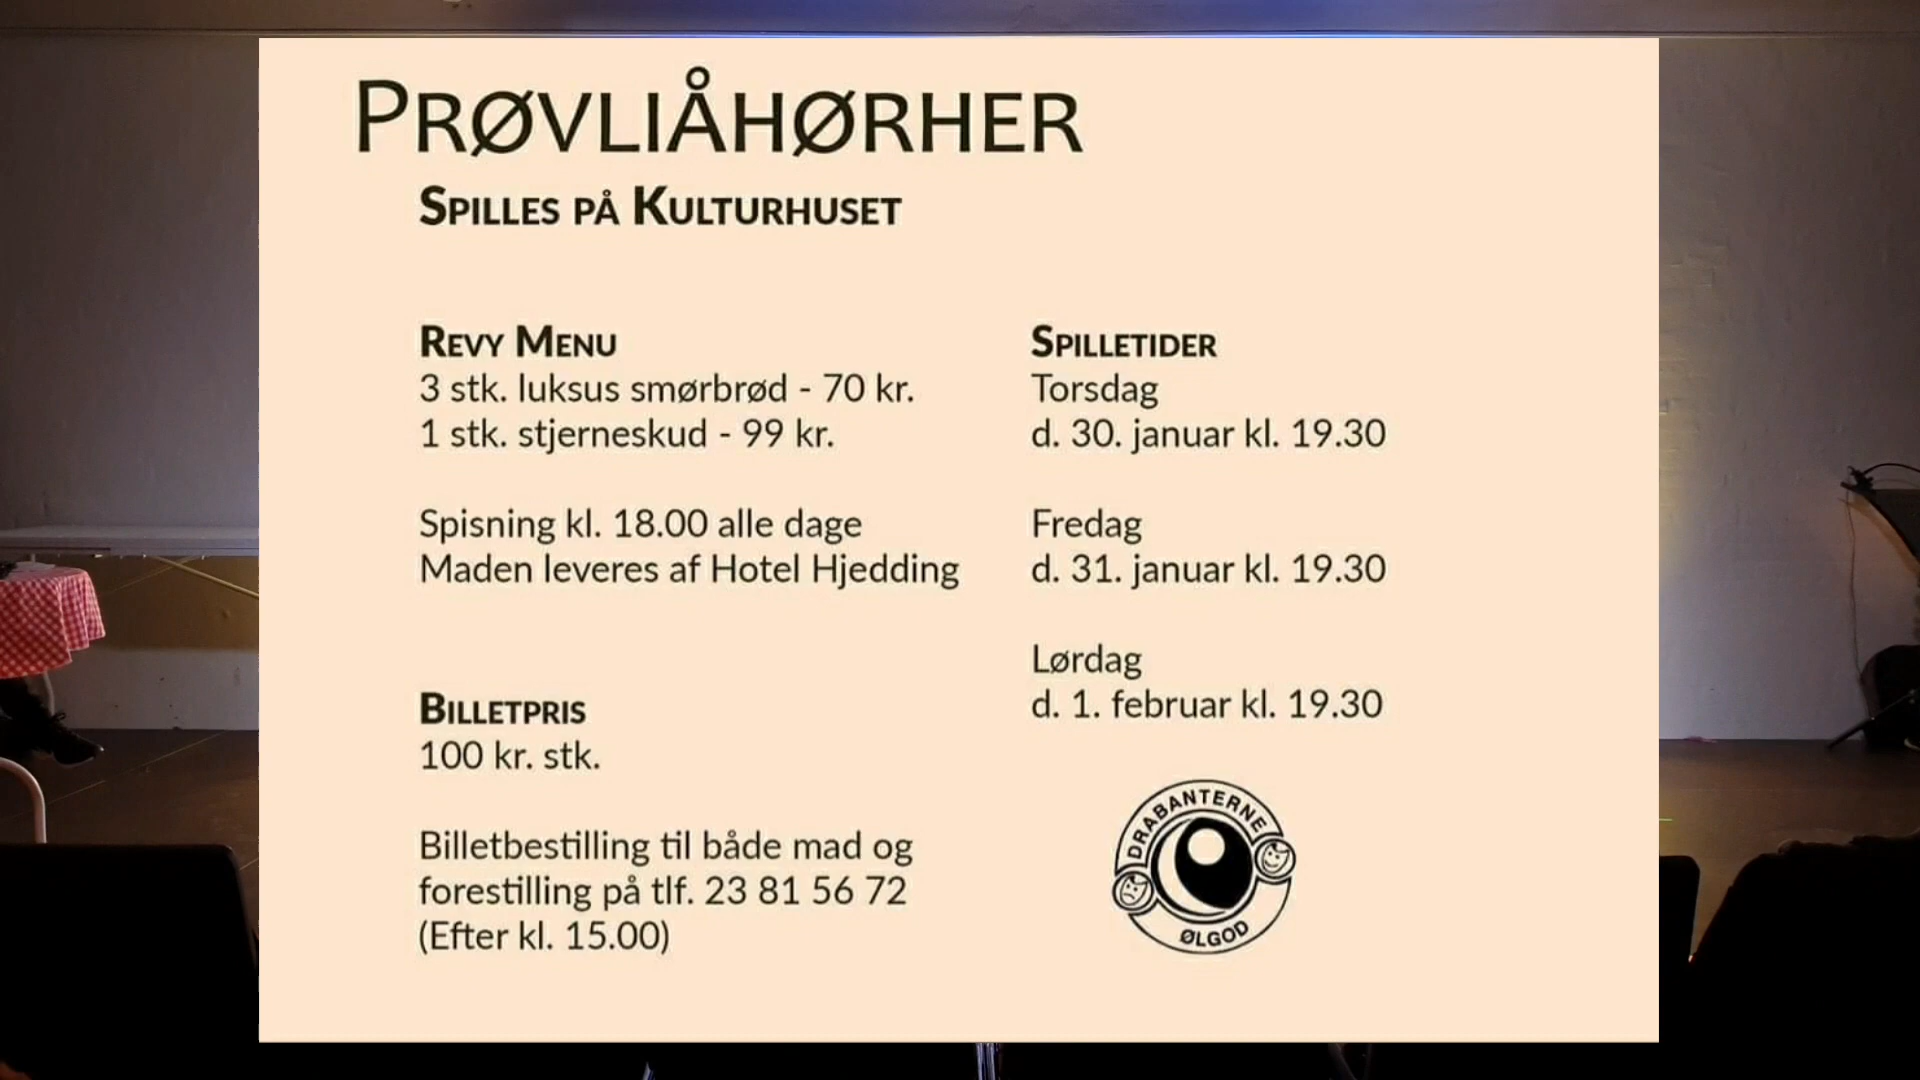 PRØVLIÅHØRHER
SPILLES PÅ KULTURHUSET
REVY MENU
3 stk. luksus smørbrød - 70 kr.
1 stk. stjerneskud - 99 kr.
Spisning kl. 18.00 alle dage
Maden leveres af Hotel Hjedding
BILLETPRIS
100 kr. stk.
Billetbestilling til både mad og
forestilling på tlf. 23 81 56 72
(Efter kl. 15.00)
SPILLETIDER
Torsdag
d. 30. januar kl. 19.30
Fredag
d. 31. januar kl. 19.30
Lørdag
d. 1. februar kl. 19.30
DRABANTERNE
ØLGOD